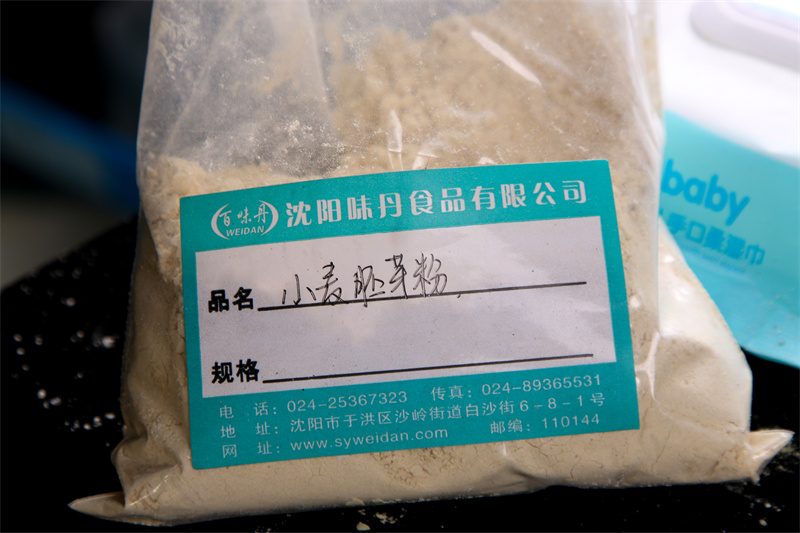 百味丹
WEIDAN
沈阳味丹食品有限公司
品名 小麦胚芽粉
规格
电 话：024-25367323 传真：024-89365531
地 址：沈阳市于洪区沙岭街道白沙街6-8-1号
网 址：www.syweidan.com 邮编：110144
baby
手口柔湿巾